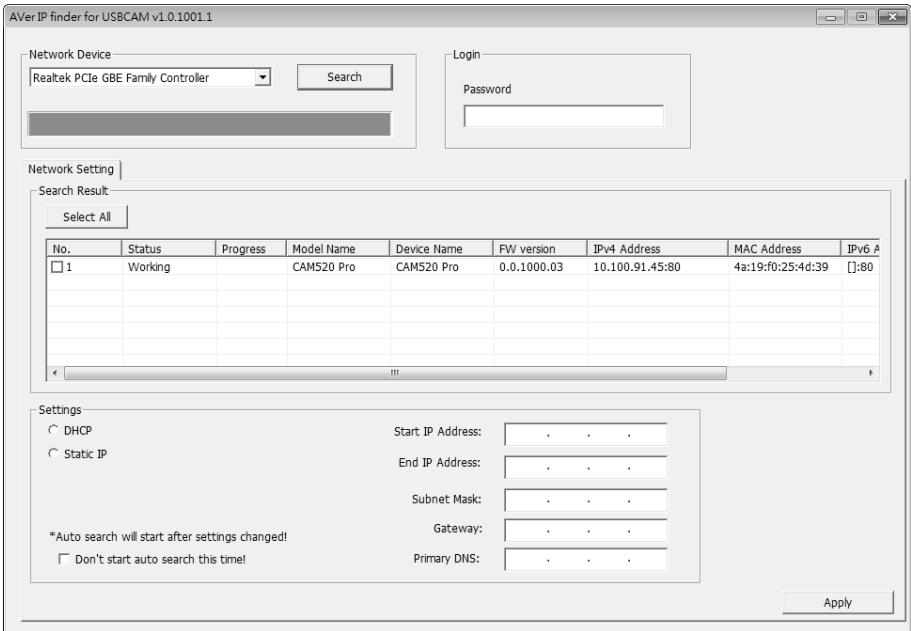 AVer IP finder for USBCAM v1.0.1001.1
Network Device
Realtek PCIe GBE Family Controller
Search
Login
Password
Network Setting
Search Result
Select All
No. Status Progress Model Name Device Name FW version IPv4 Address MAC Address IPv6 A
1 Working CAM520 Pro CAM520 Pro 0.0.1000.03 10.100.91.45:80 4a:19:f0:25:4d:39 []:80
Settings
DHCP
Static IP
*Auto search will start after settings changed!
Don't start auto search this time!
Start IP Address: . . .
End IP Address: . . .
Subnet Mask: . . .
Gateway: . . .
Primary DNS: . . .
Apply